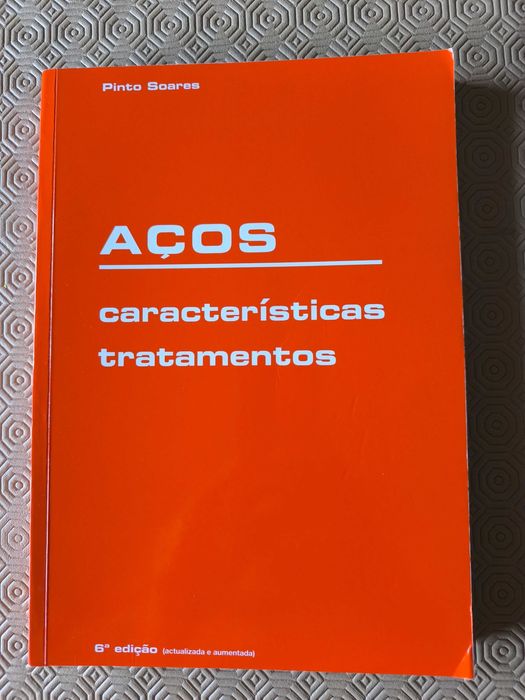 Pinto Soares
AÇOS
características
tratamentos
6ª edição (actualizada e aumentada)